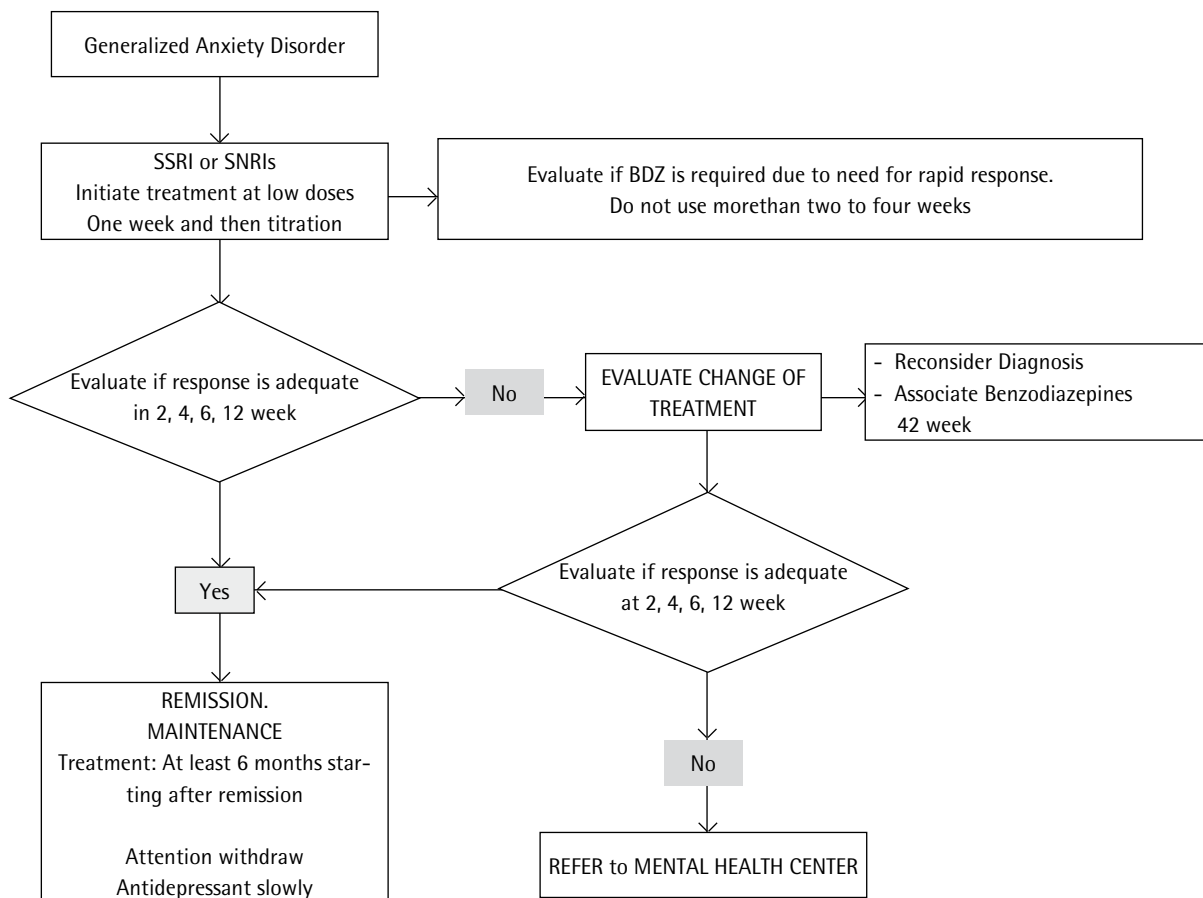 Generalized Anxiety Disorder
SSRI or SNRIs
Initiate treatment at low doses
One week and then titration
Evaluate if BDZ is required due to need for rapid response.
Do not use morethan two to four weeks
Evaluate if response is adequate
in 2, 4, 6, 12 week
No
EVALUATE CHANGE OF
TREATMENT
- Reconsider Diagnosis
- Associate Benzodiazepines
42 week
Yes
Evaluate if response is adequate
at 2, 4, 6, 12 week
REMISSION.
MAINTENANCE
Treatment: At least 6 months star-
ting after remission
Attention withdraw
Antidepressant slowly
No
REFER to MENTAL HEALTH CENTER